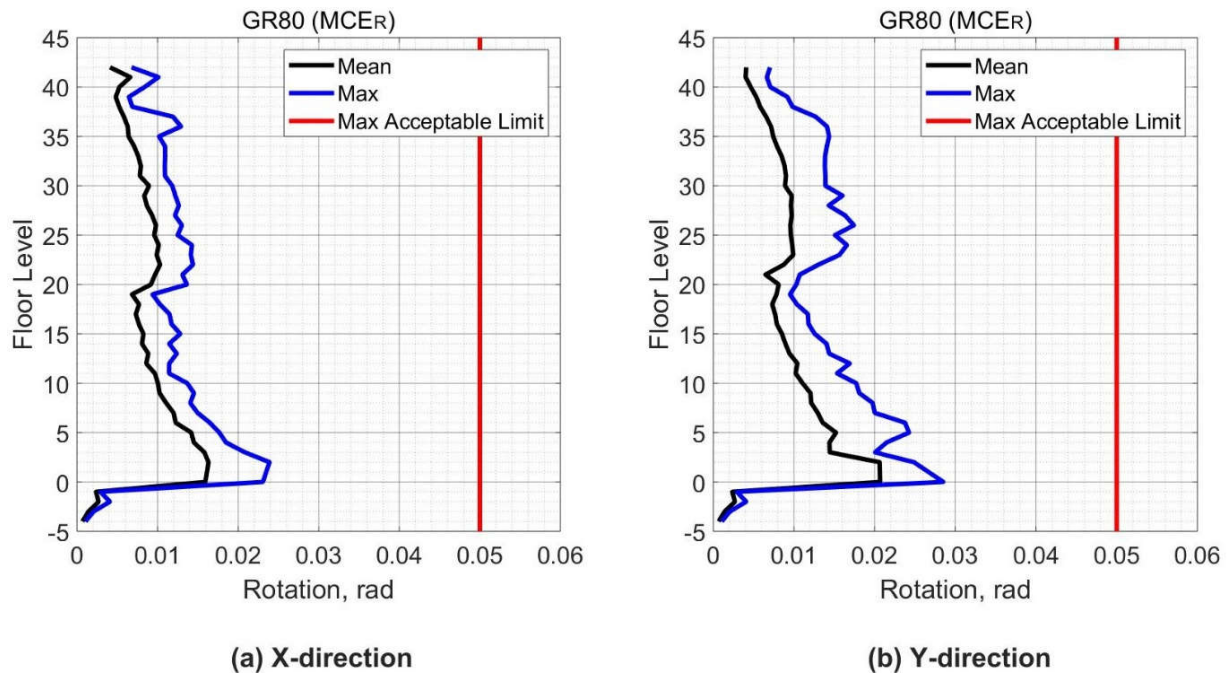 GR80 (MCER)
45
40
35
30
25
20
15
10
5
0
-5
Floor Level
Mean
Max
Max Acceptable Limit
0 0.01 0.02 0.03 0.04 0.05 0.06
Rotation, rad
(a) X-direction
GR80 (MCER)
45
40
35
30
25
20
15
10
5
0
-5
Floor Level
Mean
Max
Max Acceptable Limit
0 0.01 0.02 0.03 0.04 0.05 0.06
Rotation, rad
(b) Y-direction